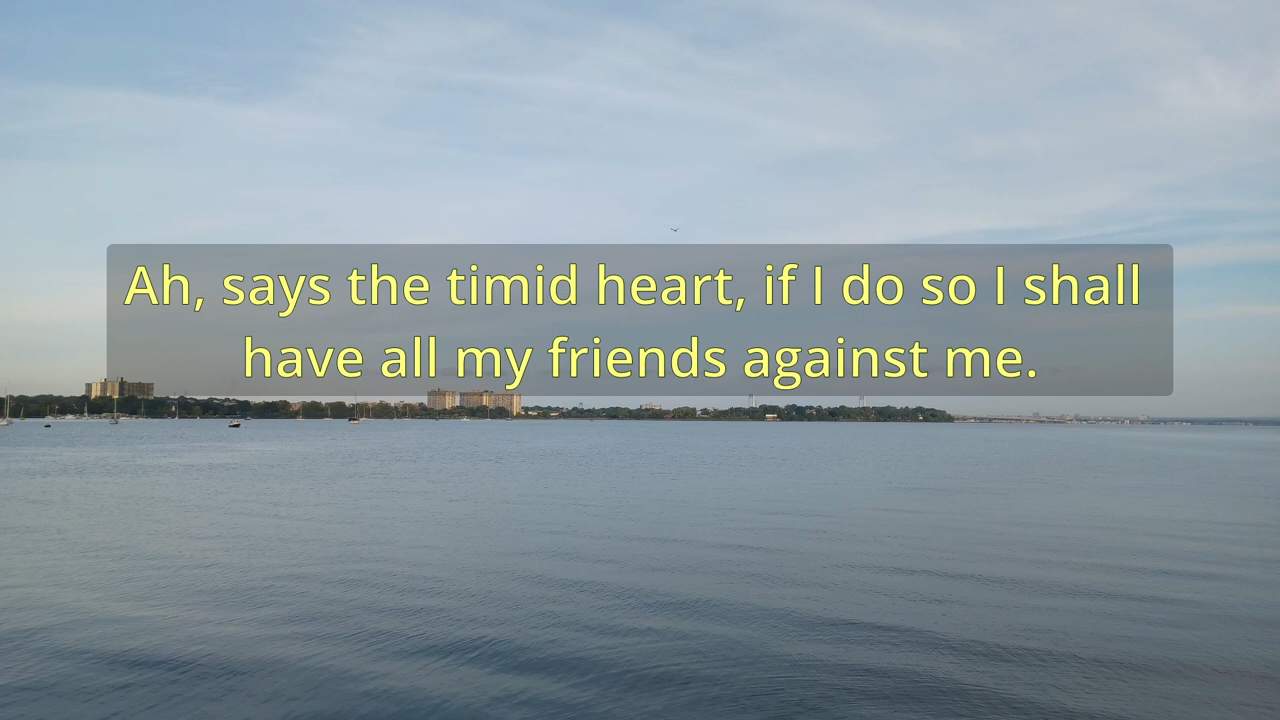 Ah, says the timid heart, if I do so I shall
have all my friends against me.